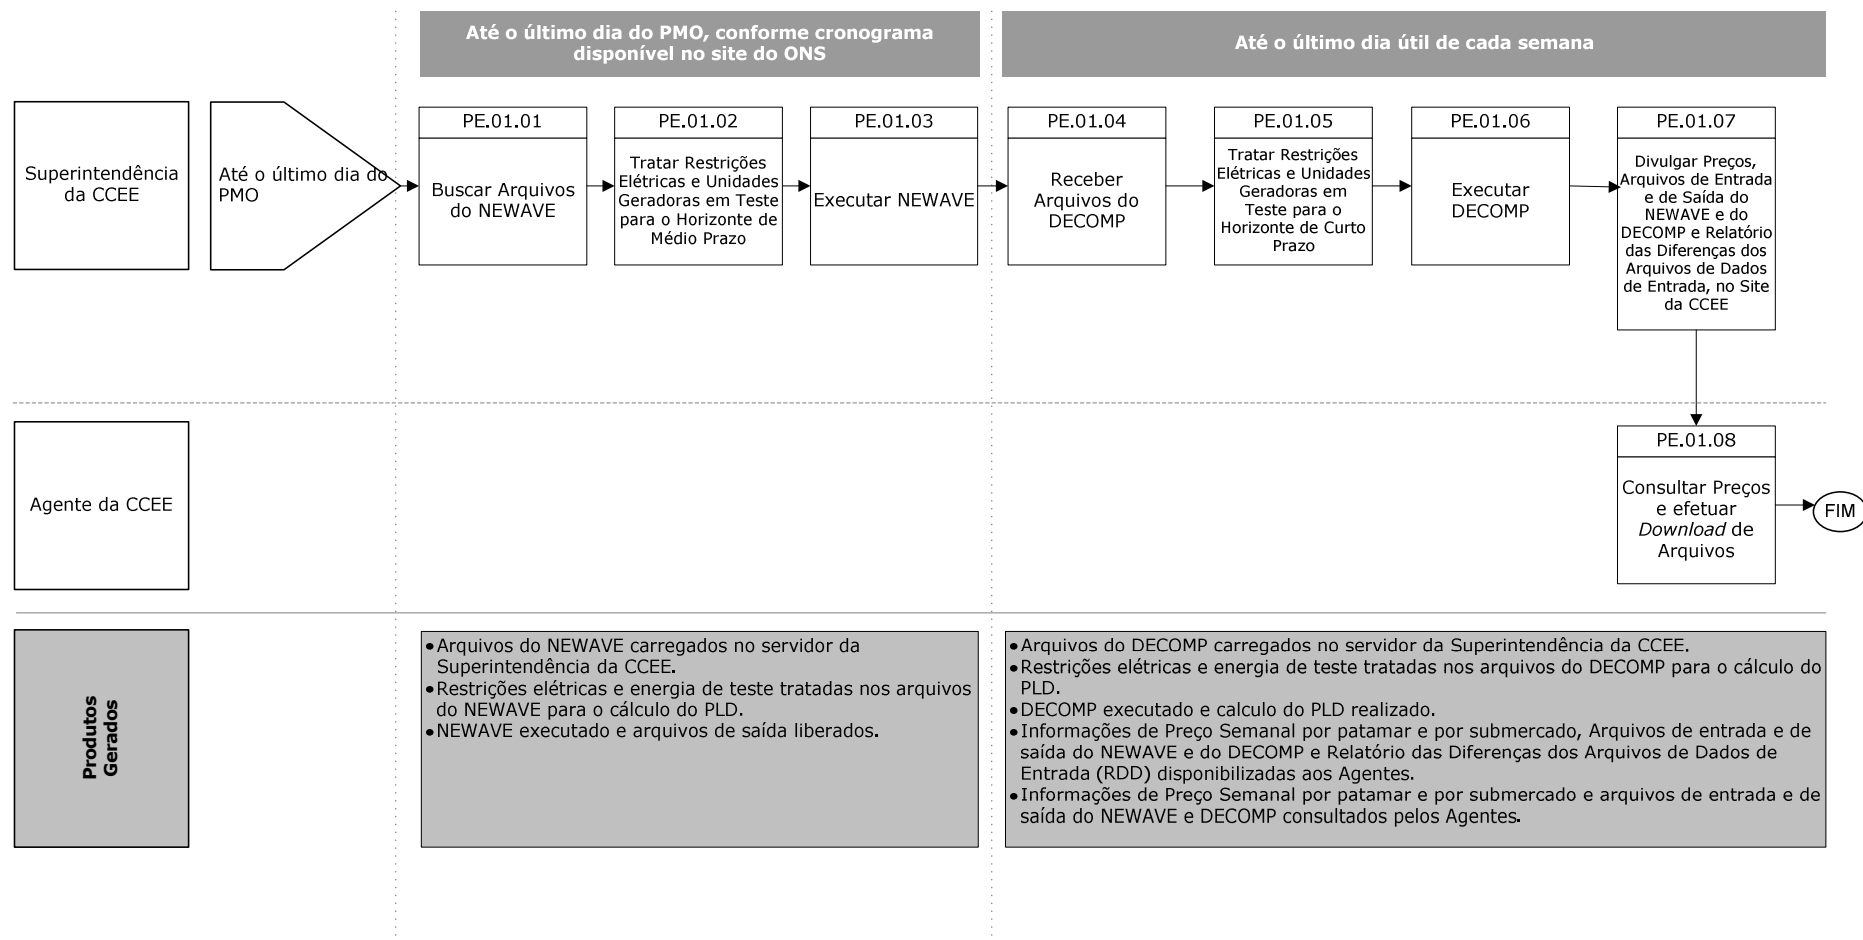 Até o último dia do PMO, conforme cronograma
disponível no site do ONS
Até o último dia útil de cada semana
Superintendência
da CCEE
Até o último dia do
PMO
PE.01.01
Buscar Arquivos
do NEWAVE
PE.01.02
Tratar Restrições
Elétricas e Unidades
Geradoras em Teste
para o Horizonte de
Médio Prazo
PE.01.03
Executar NEWAVE
PE.01.04
Receber
Arquivos do
DECOMP
PE.01.05
Tratar Restrições
Elétricas e Unidades
Geradoras em
Teste para o
Horizonte de Curto
Prazo
PE.01.06
Executar
DECOMP
PE.01.07
Divulgar Preços,
Arquivos de Entrada
e de Saída do
NEWAVE e do
DECOMP e Relatório
das Diferenças dos
Arquivos de Dados
de Entrada, no Site
da CCEE
Agente da CCEE
PE.01.08
Consultar Preços
e efetuar
Download de
Arquivos
FIM
Produtos
Gerados
•Arquivos do NEWAVE carregados no servidor da
Superintendência da CCEE.
•Restrições elétricas e energia de teste tratadas nos arquivos
do NEWAVE para o cálculo do PLD.
•NEWAVE executado e arquivos de saída liberados.
•Arquivos do DECOMP carregados no servidor da Superintendência da CCEE.
•Restrições elétricas e energia de teste tratadas nos arquivos do DECOMP para o cálculo do
PLD.
•DECOMP executado e calculo do PLD realizado.
•Informações de Preço Semanal por patamar e por submercado, Arquivos de entrada e de
saída do NEWAVE e do DECOMP e Relatório das Diferenças dos Arquivos de Dados de
Entrada (RDD) disponibilizadas aos Agentes.
•Informações de Preço Semanal por patamar e por submercado e arquivos de entrada e de
saída do NEWAVE e DECOMP consultados pelos Agentes.